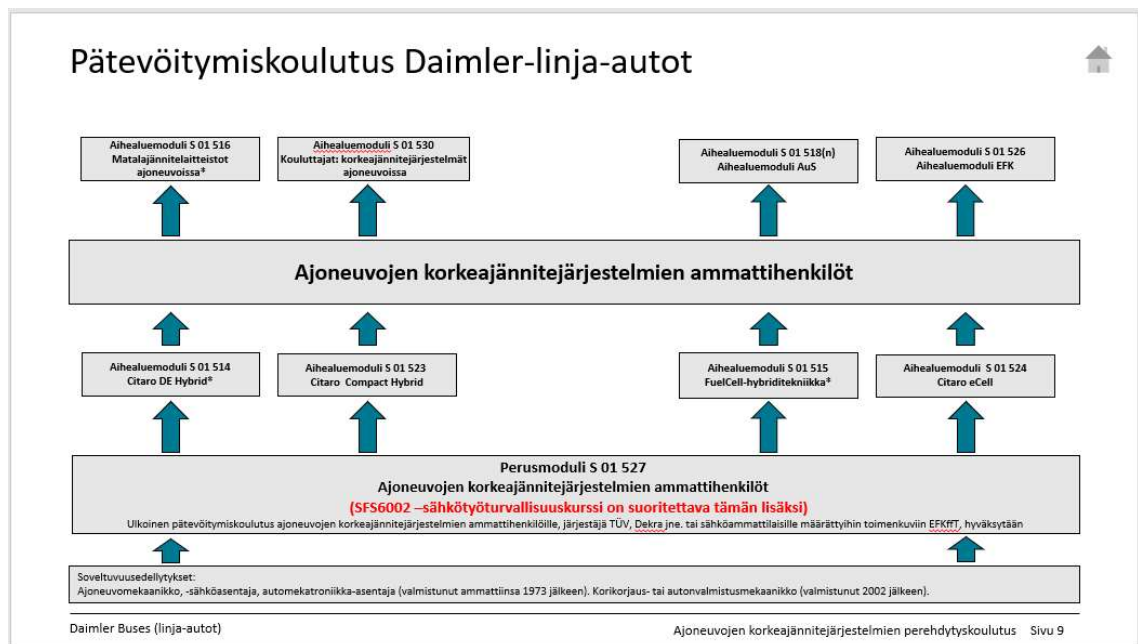 Pätevöitymiskoulutus Daimler-linja-autot
Aihealuemoduli S 01 516
Matalajännitelaitteistot
ajoneuvoissa*
Aihealuemoduli S 01 530
Kouluttajat: korkeajännitejärjestelmät
ajoneuvoissa
Aihealuemoduli S 01 518(n)
Aihealuemoduli AuS
Aihealuemoduli S 01 526
Aihealuemoduli EFK
Ajoneuvojen korkeajännitejärjestelmien ammattihenkilöt
Aihealuemoduli S 01 514
Citaro DE Hybrid*
Aihealuemoduli S 01 523
Citaro Compact Hybrid
Aihealuemoduli S 01 515
FuelCell-hybriditekniikka*
Aihealuemoduli S 01 524
Citaro eCell
Perusmoduli S 01 527
Ajoneuvojen korkeajännitejärjestelmien ammattihenkilöt
(SFS6002 –sähkötyöturvallisuuskurssi on suoritettava tämän lisäksi)
Ulkoinen pätevöitymiskoulutus ajoneuvojen korkeajännitejärjestelmien ammattihenkilöille, järjestäjä TÜV, Dekra jne. tai sähköammattilaisille määrättyihin toimenkuviin EFKffT, hyväksytään
Soveltuvuusedellytykset:
Ajoneuvomekaanikko, -sähköasentaja, automekatroniikka-asentaja (valmistunut ammattiinsa 1973 jälkeen). Korikorjaus- tai autonvalmistusmekaanikko (valmistunut 2002 jälkeen).
Daimler Buses (linja-autot)
Ajoneuvojen korkeajännitejärjestelmien perehdytyskoulutus Sivu 9